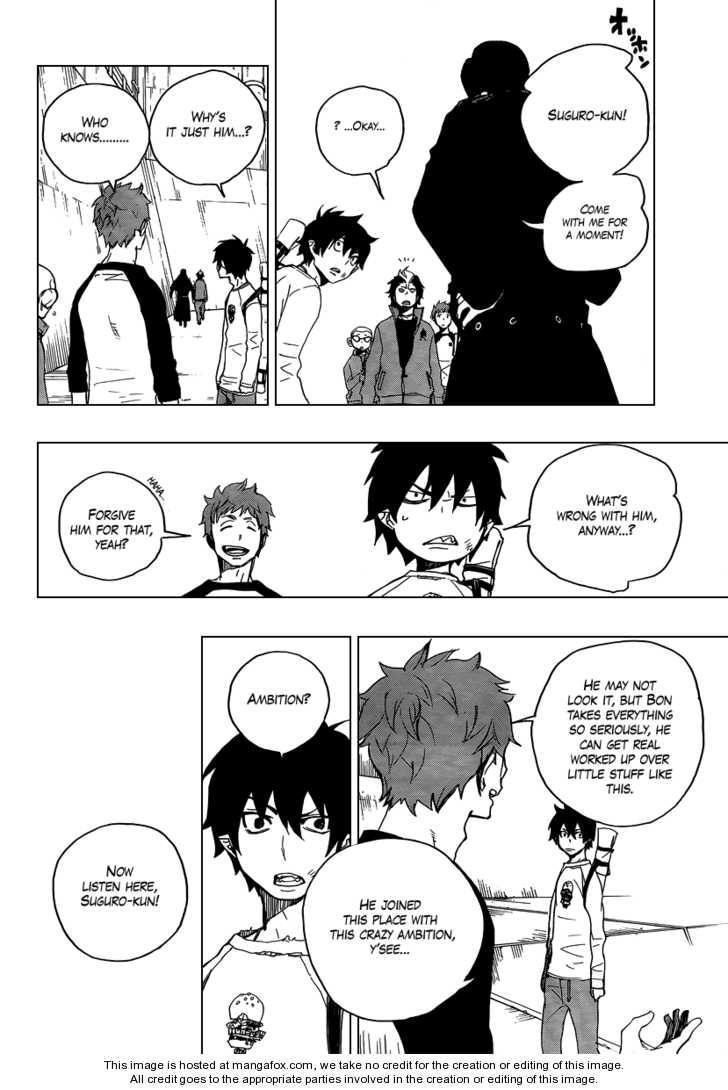 オッホン
SUGURO-KUN!
COME
WITH ME FOR
A MOMENT!
? ...OKAY...
WHY'S
IT JUST HIM...?
WHO
KNOWS.........
WHAT'S
WRONG WITH HIM,
ANYWAY...?
HAHA...
FORGIVE
HIM FOR THAT,
YEAH?
HE MAY NOT
LOOK IT, BUT BON
TAKES EVERYTHING
SO SERIOUSLY, HE
CAN GET REAL
WORKED UP OVER
LITTLE STUFF LIKE
THIS.
HE JOINED
THIS PLACE WITH
THIS CRAZY AMBITION,
Y'SEE...
AMBITION?
NOW
LISTEN HERE,
SUGURO-KUN!
This image is hosted at mangafox.com, we take no credit for the creation or editing of this image.
All credit goes to the appropriate parties involved in the creation or editing of this image.